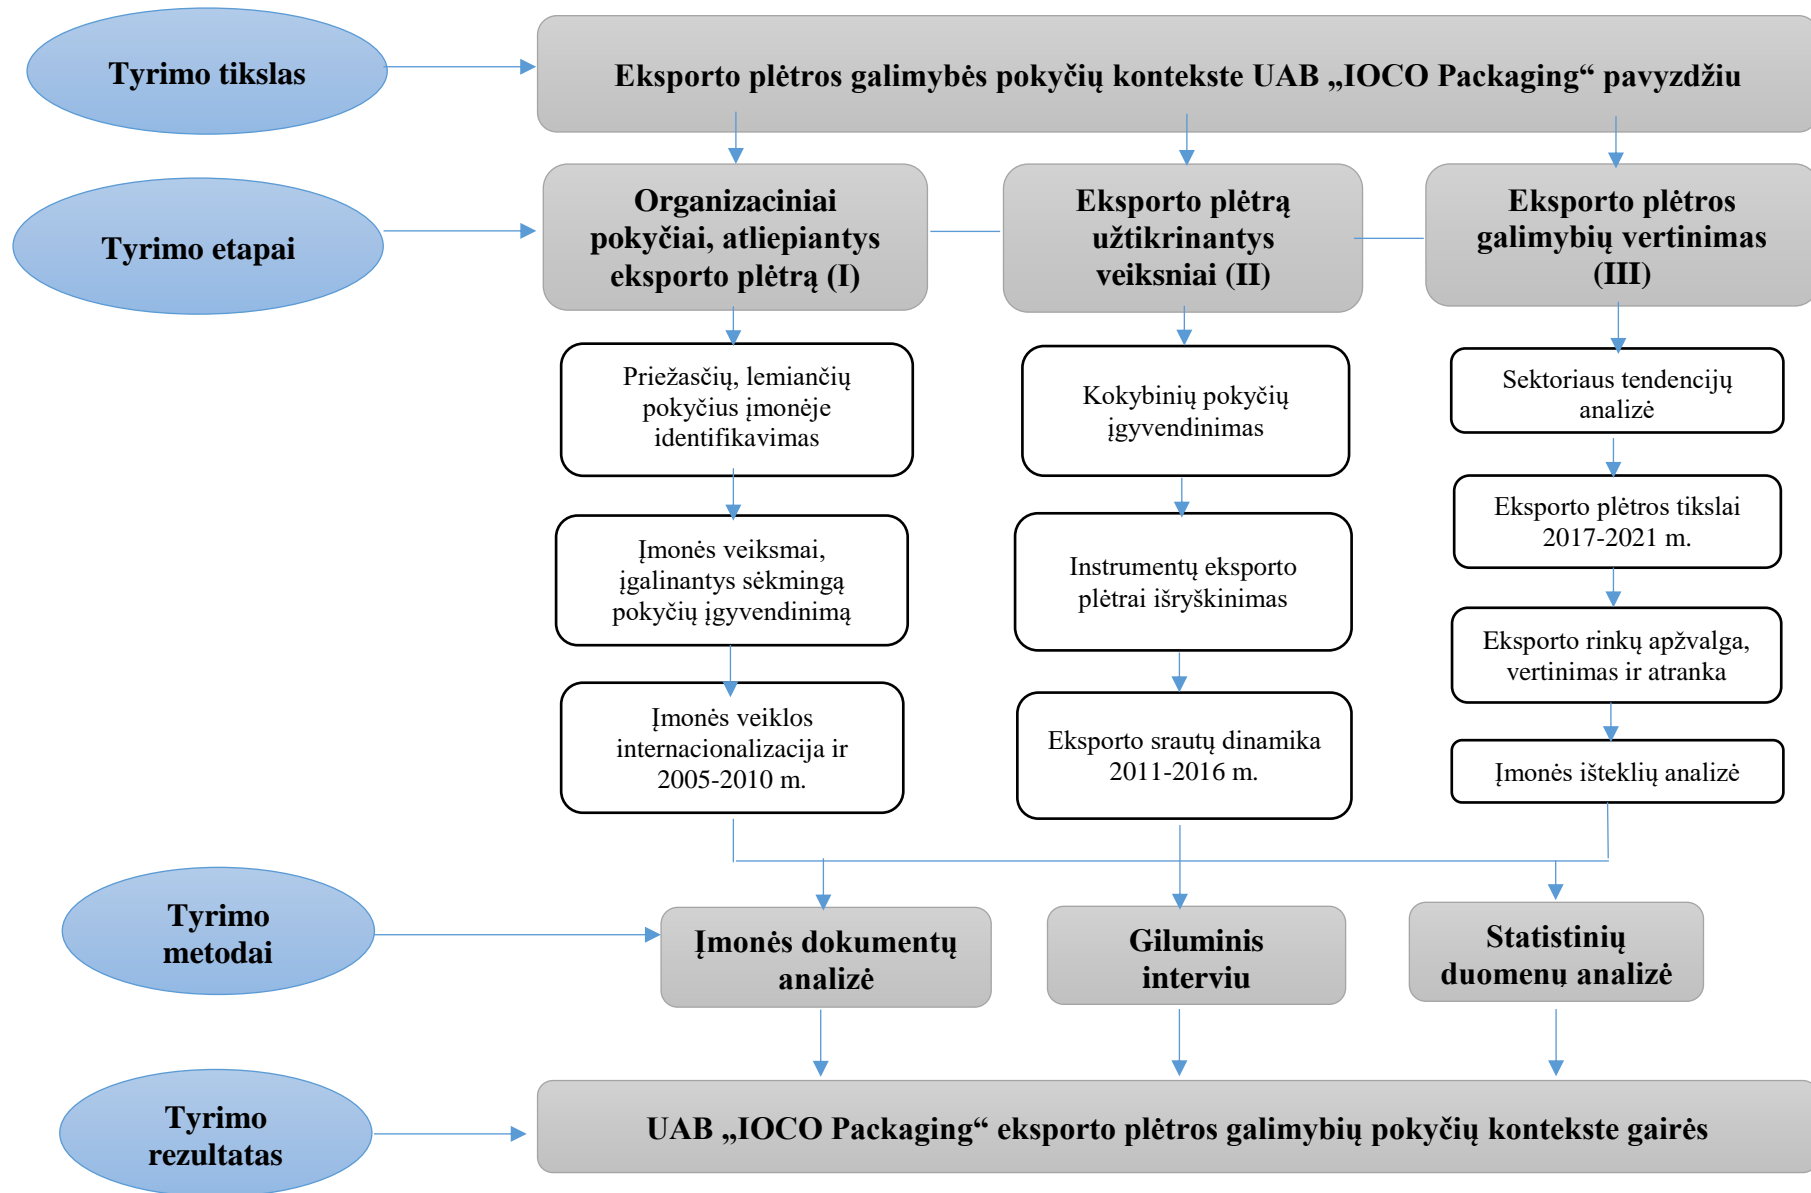 Tyrimo tikslas
Eksporto plėtros galimybės pokyčių kontekste UAB „IOCO Packaging“ pavyzdžiu
Tyrimo etapai
Organizaciniai
pokyčiai, atliepiantys
eksporto plėtrą (I)
Eksporto plėtrą
užtikrinantys
veiksniai (II)
Eksporto plėtros
galimybių vertinimas
(III)
Priežasčių, lemiančių
pokyčius įmonėje
identifikavimas
Įmonės veiksmai,
įgalinantys sėkmingą
pokyčių įgyvendinimą
Įmonės veiklos
internacionalizacija ir
2005-2010 m.
Kokybinių pokyčių
įgyvendinimas
Instrumentų eksporto
plėtrai išryškinimas
Eksporto srautų dinamika
2011-2016 m.
Sektoriaus tendencijų
analizė
Eksporto plėtros tikslai
2017-2021 m.
Eksporto rinkų apžvalga,
vertinimas ir atranka
Įmonės išteklių analizė
Tyrimo
metodai
Įmonės dokumentų
analizė
Giluminis
interviu
Statistinių
duomenų analizė
Tyrimo
rezultatas
UAB „IOCO Packaging“ eksporto plėtros galimybių pokyčių kontekste gairės